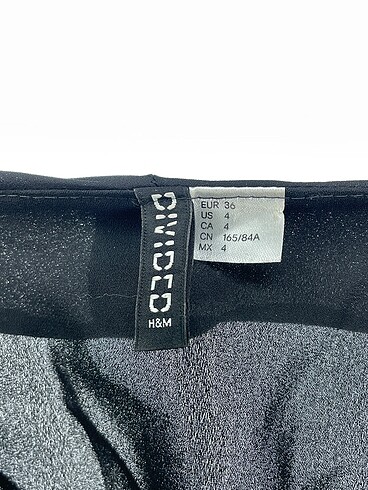 DIVIDED
H&M
EUR 36
US 4
CA 4
CN 165/84A
MX 4